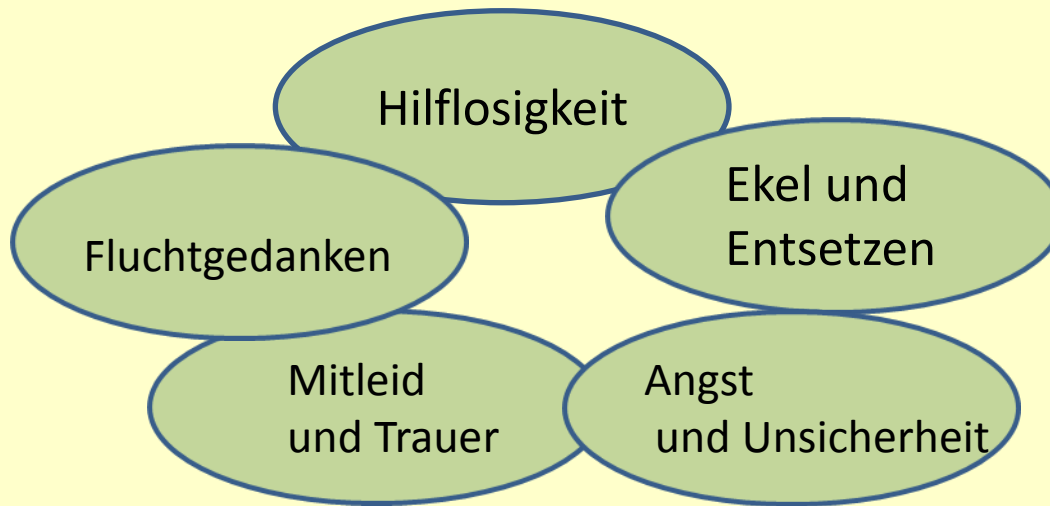 Hilflosigkeit
Ekel und
Entsetzen
Fluchtgedanken
Mitleid
und Trauer
Angst
und Unsicherheit